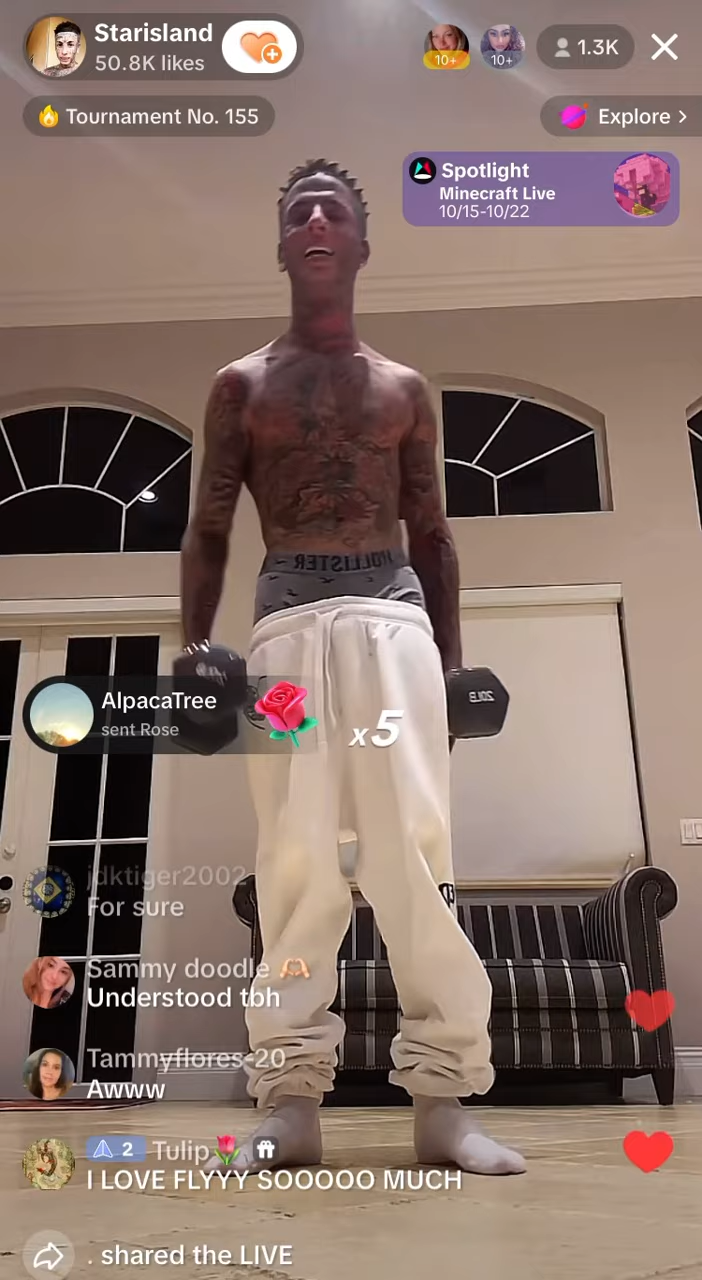 Starisland
50.8K likes
10+
10+
1.3K
Tournament No. 155
Explore >
Spotlight
Minecraft Live
10/15-10/22
HOLLISTER
AlpacaTree
sent Rose
x5
20LB
jdktiger2002
For sure
Sammy doodle 🫶🏻
Understood tbh
Tammyflores-20
Awww
2 Tulip🌷
I LOVE FLYYY SOOOOO MUCH
. shared the LIVE